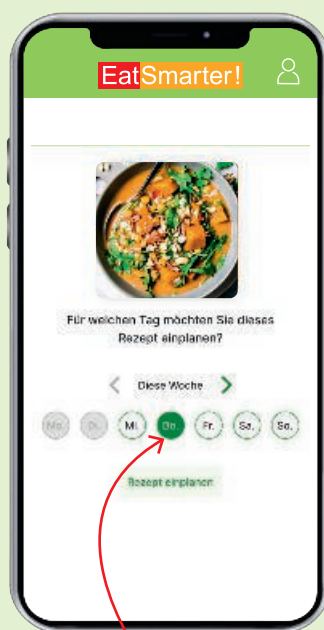 EatSmarter!
Für welchen Tag möchten Sie dieses
Rezept einplanen?
Diese Woche
Mo. Di. Mi. Do. Fr. Sa. So.
Rezept einplanen